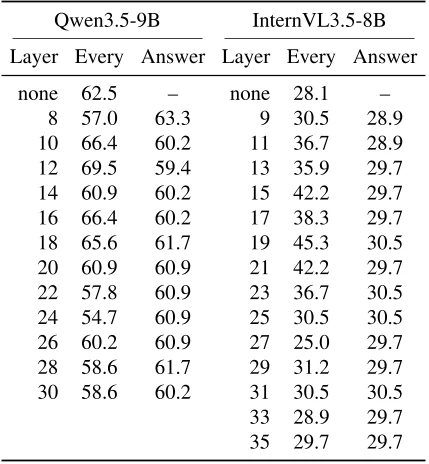 Qwen3.5-9B InternVL3.5-8B
Layer Every Answer Layer Every Answer
none 62.5 – none 28.1 –
8 57.0 63.3 9 30.5 28.9
10 66.4 60.2 11 36.7 28.9
12 69.5 59.4 13 35.9 29.7
14 60.9 60.2 15 42.2 29.7
16 66.4 60.2 17 38.3 29.7
18 65.6 61.7 19 45.3 30.5
20 60.9 60.9 21 42.2 29.7
22 57.8 60.9 23 36.7 30.5
24 54.7 60.9 25 30.5 30.5
26 60.2 60.9 27 25.0 29.7
28 58.6 61.7 29 31.2 29.7
30 58.6 60.2 31 30.5 30.5
33 28.9 29.7
35 29.7 29.7